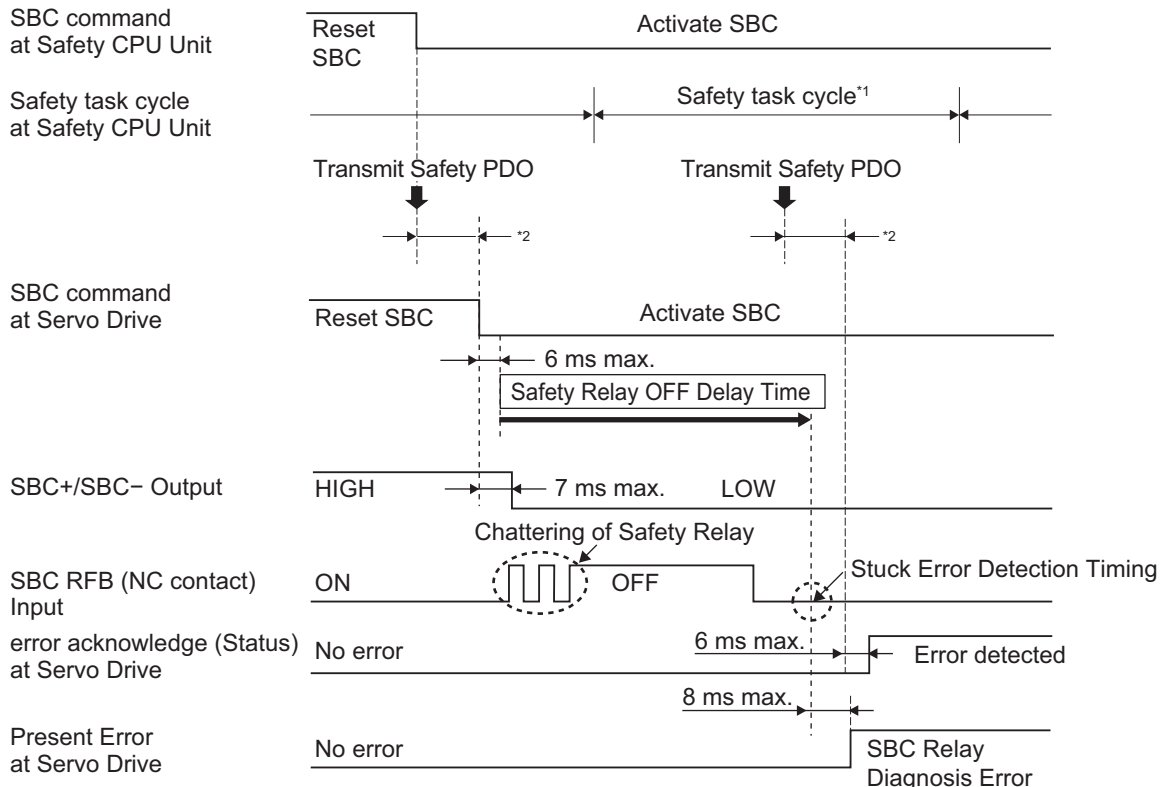 SBC command
at Safety CPU Unit
Reset
SBC
Activate SBC
Safety task cycle
at Safety CPU Unit
Safety task cycle*1
Transmit Safety PDO
Transmit Safety PDO
*2
*2
SBC command
at Servo Drive
Reset SBC
Activate SBC
6 ms max.
Safety Relay OFF Delay Time
SBC+/SBC− Output
HIGH
7 ms max.
LOW
Chattering of Safety Relay
SBC RFB (NC contact)
Input
ON
OFF
Stuck Error Detection Timing
error acknowledge (Status)
at Servo Drive
No error
6 ms max.
Error detected
8 ms max.
Present Error
at Servo Drive
No error
SBC Relay
Diagnosis Error